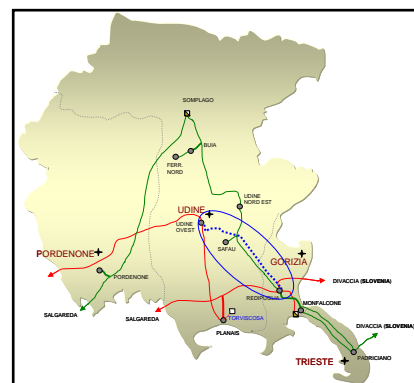 SOMPLAGO
BUIA
FERR.
NORD
UDINE
NORD EST
UDINE
UDINE
OVEST
SAFAU
PORDENONE
GORIZIA
PORDENONE
DIVACCIA (SLOVENIA)
REDIPUGLIA
MONFALCONE
SALGAREDA
SALGAREDA
TORVISCOSA
PLANAIS
DIVACCIA (SLOVENIA)
PADRICIANO
TRIESTE